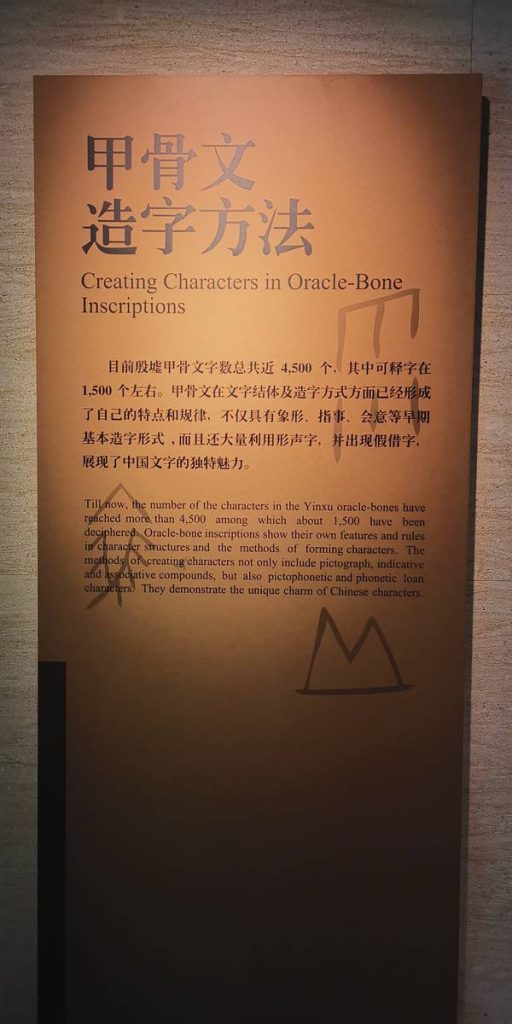 甲骨文
造字方法
Creating Characters in Oracle-Bone
Inscriptions
目前殷墟甲骨文字数总共近 4,500 个，其中可释字在
1,500 个左右。甲骨文在文字结体及造字方式方面已经形成
了自己的特点和规律，不仅具有象形、指事、会意等早期
基本造字形式，而且还大量利用形声字，并出现假借字，
展现了中国文字的独特魅力。
Till now, the number of the characters in the Yinxu oracle-bones have
reached more than 4,500 among which about 1,500 have been
deciphered. Oracle-bone inscriptions show their own features and rules
in character structures and the methods of forming characters. The
methods of creating characters not only include pictograph, indicative
and associative compounds, but also pictophonetic and phonetic loan
characters. They demonstrate the unique charm of Chinese characters.